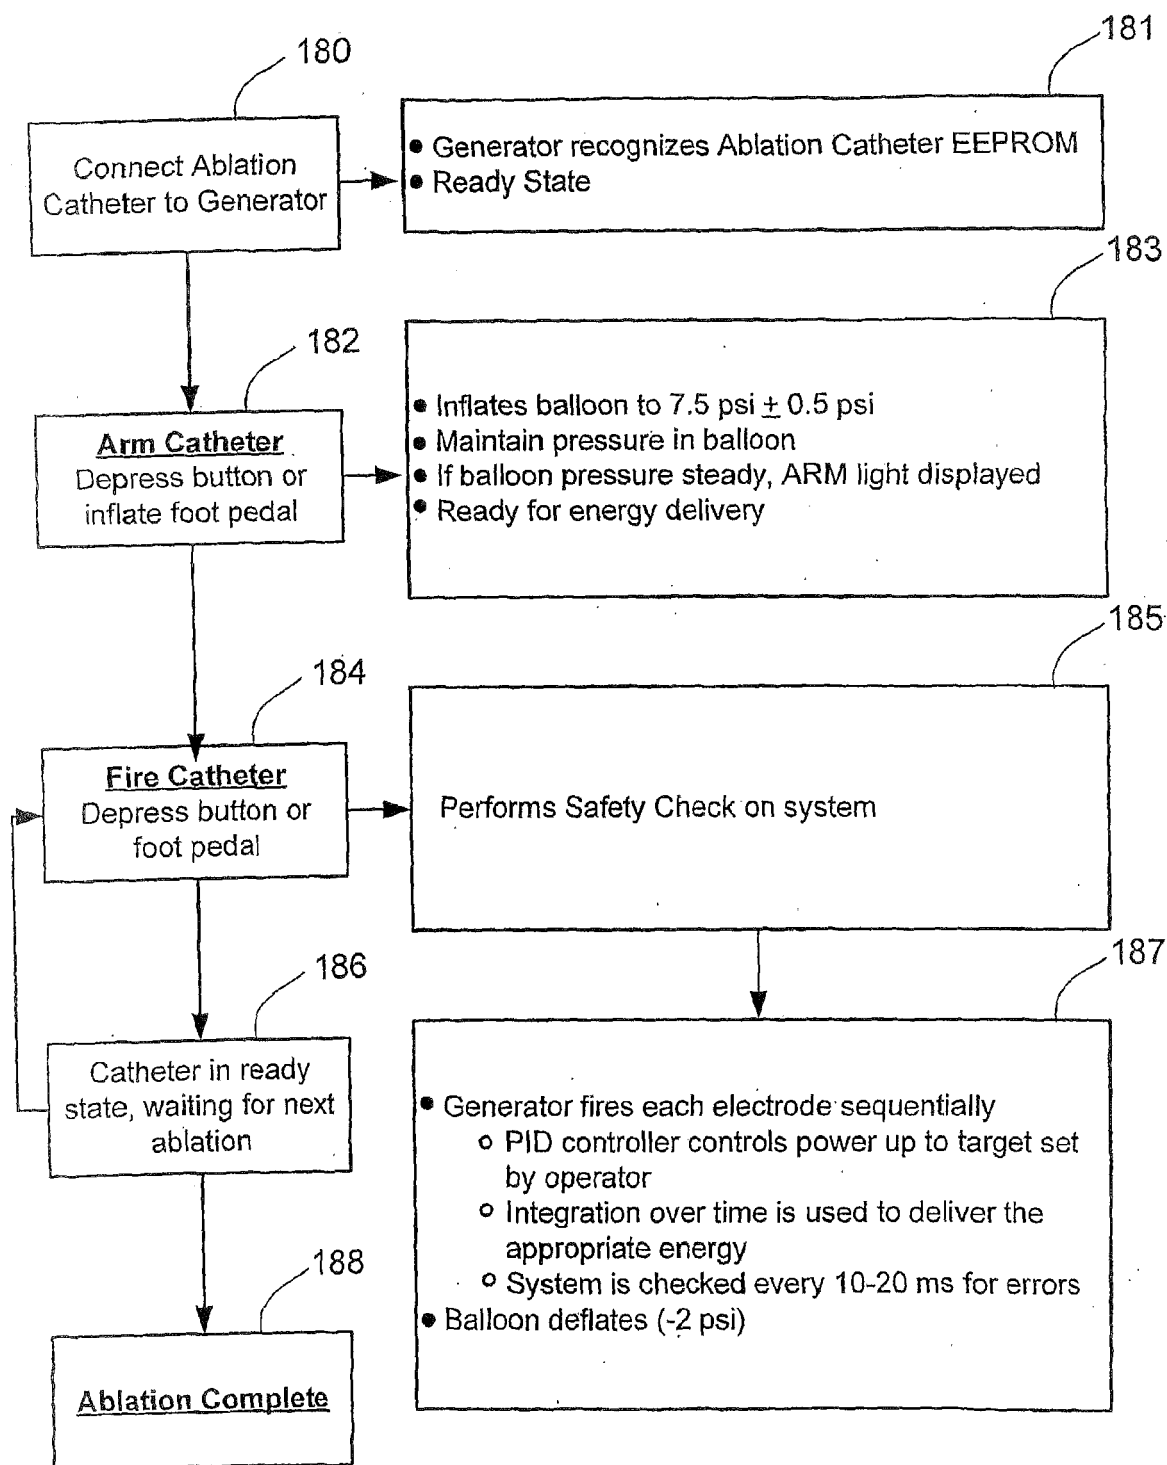 180
Connect Ablation
Catheter to Generator
181
• Generator recognizes Ablation Catheter EEPROM
• Ready State
182
Arm Catheter
Depress button or
inflate foot pedal
183
• Inflates balloon to 7.5 psi ± 0.5 psi
• Maintain pressure in balloon
• If balloon pressure steady, ARM light displayed
• Ready for energy delivery
184
Fire Catheter
Depress button or
foot pedal
185
Performs Safety Check on system
186
Catheter in ready
state, waiting for next
ablation
187
• Generator fires each electrode sequentially
o PID controller controls power up to target set
by operator
o Integration over time is used to deliver the
appropriate energy
o System is checked every 10-20 ms for errors
• Balloon deflates (-2 psi)
188
Ablation Complete